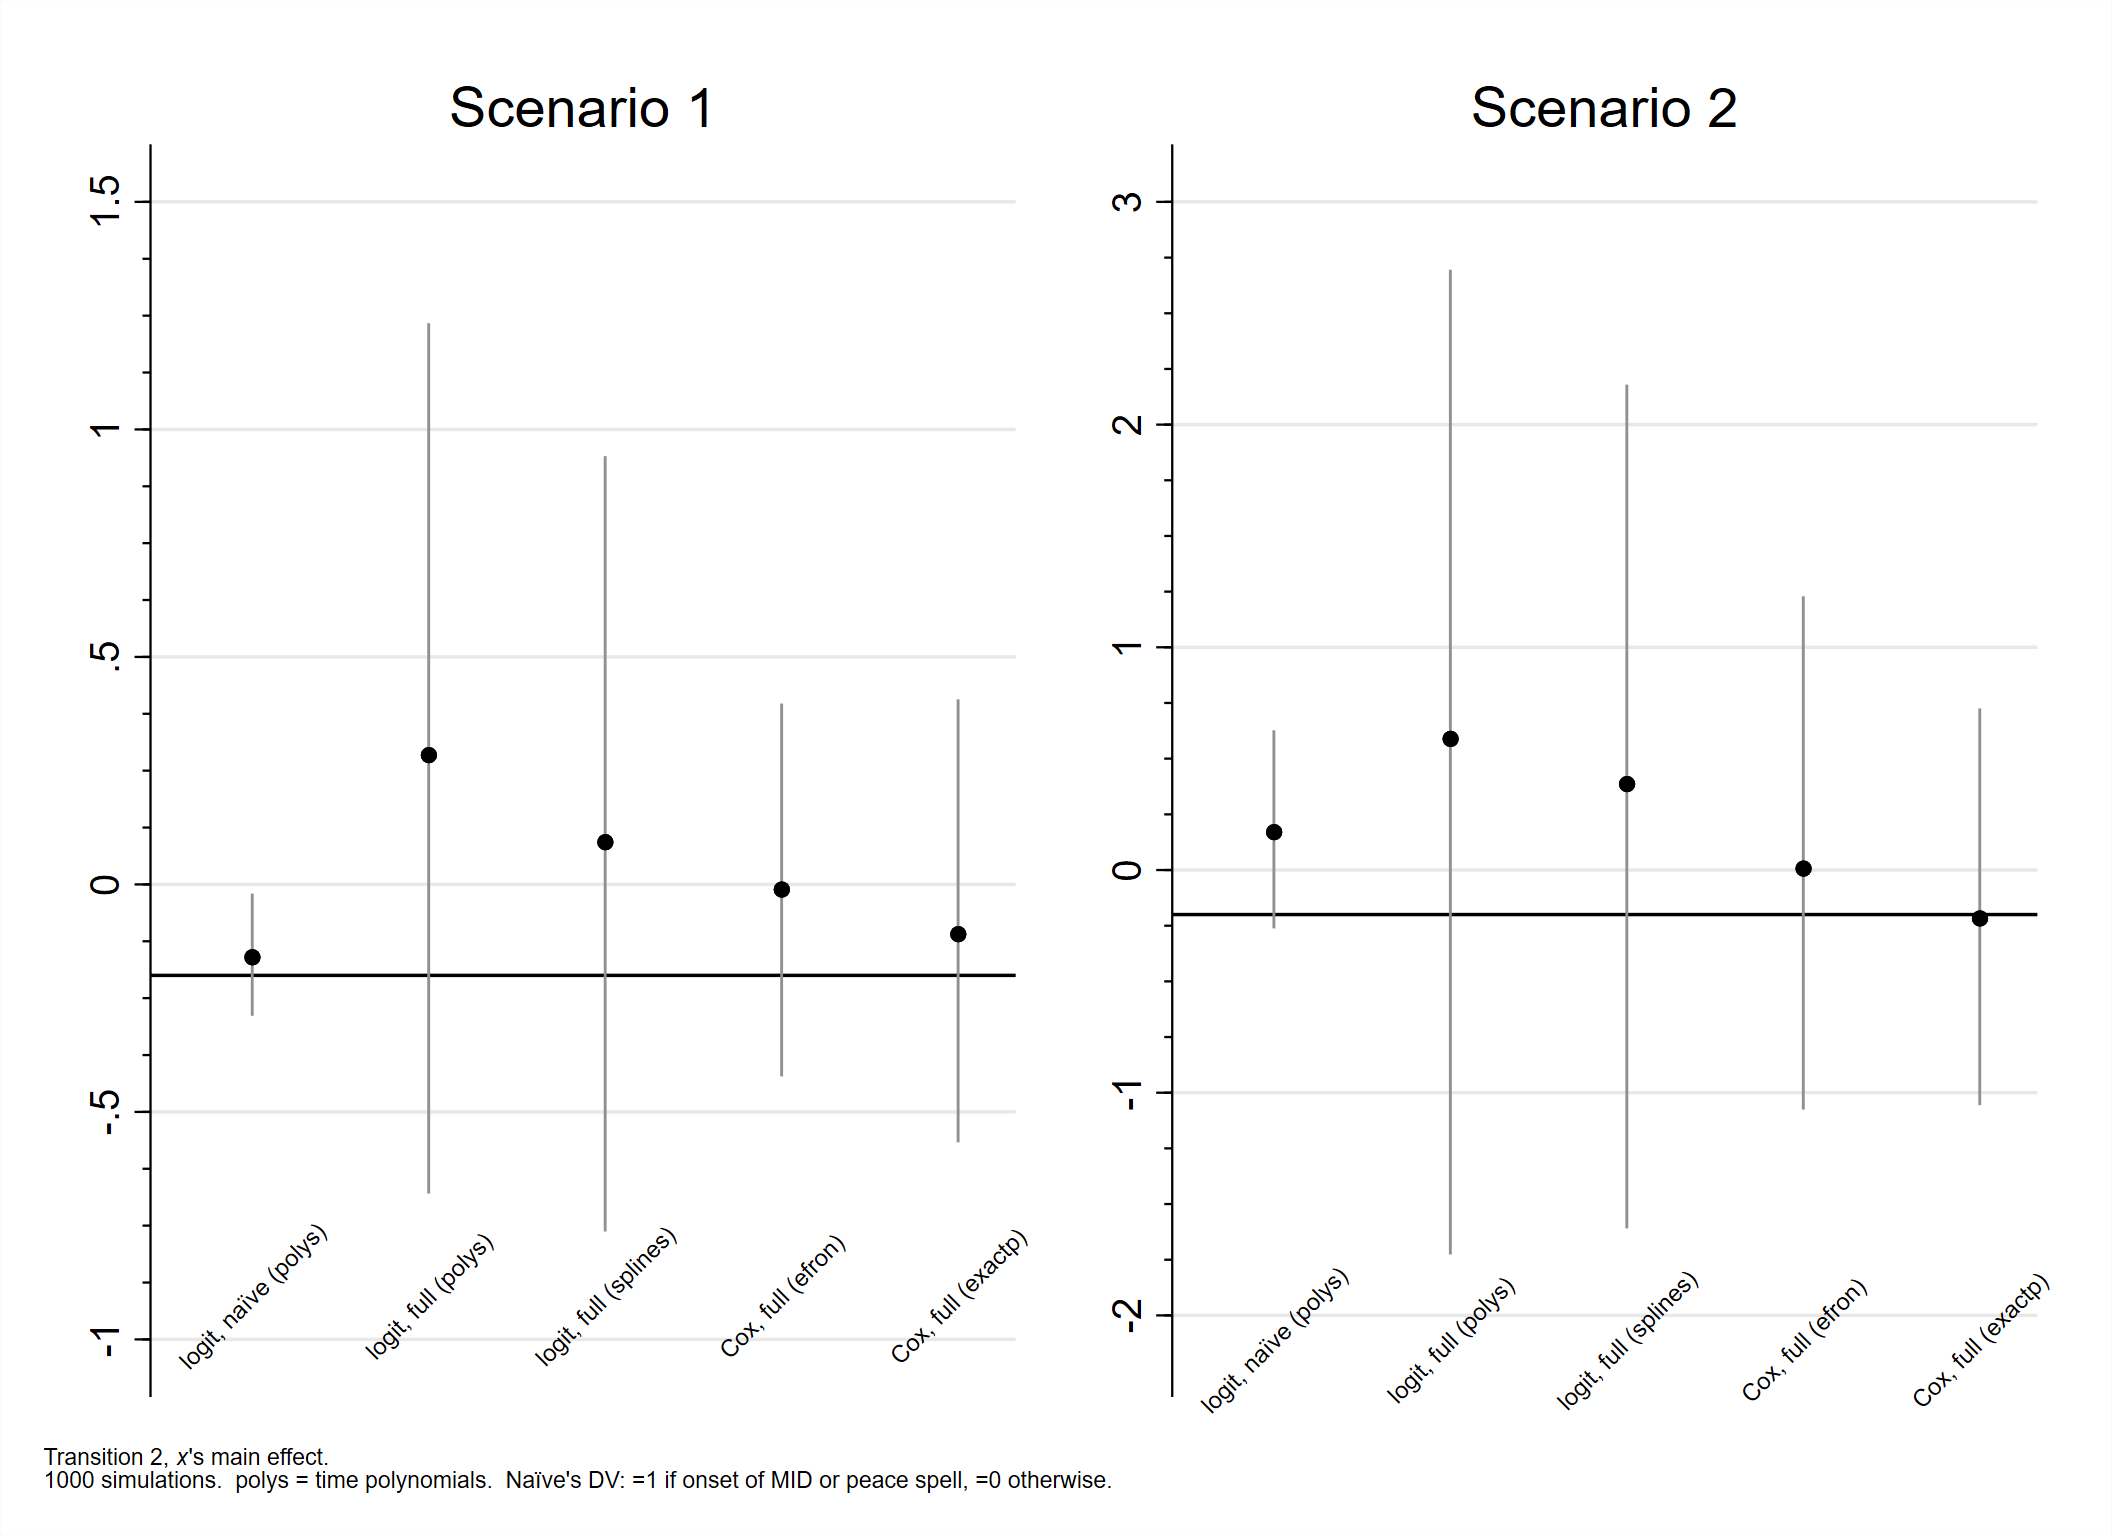 Scenario 1
1.5
1
.5
0
-.5
-1
logit, naïve (polys)
logit, full (polys)
logit, full (splines)
Cox, full (efron)
Cox, full (exactp)
Scenario 2
3
2
1
0
-1
-2
logit, naïve (polys)
logit, full (polys)
logit, full (splines)
Cox, full (efron)
Cox, full (exactp)
Transition 2, x's main effect.
1000 simulations.  polys = time polynomials.  Naïve's DV: =1 if onset of MID or peace spell, =0 otherwise.